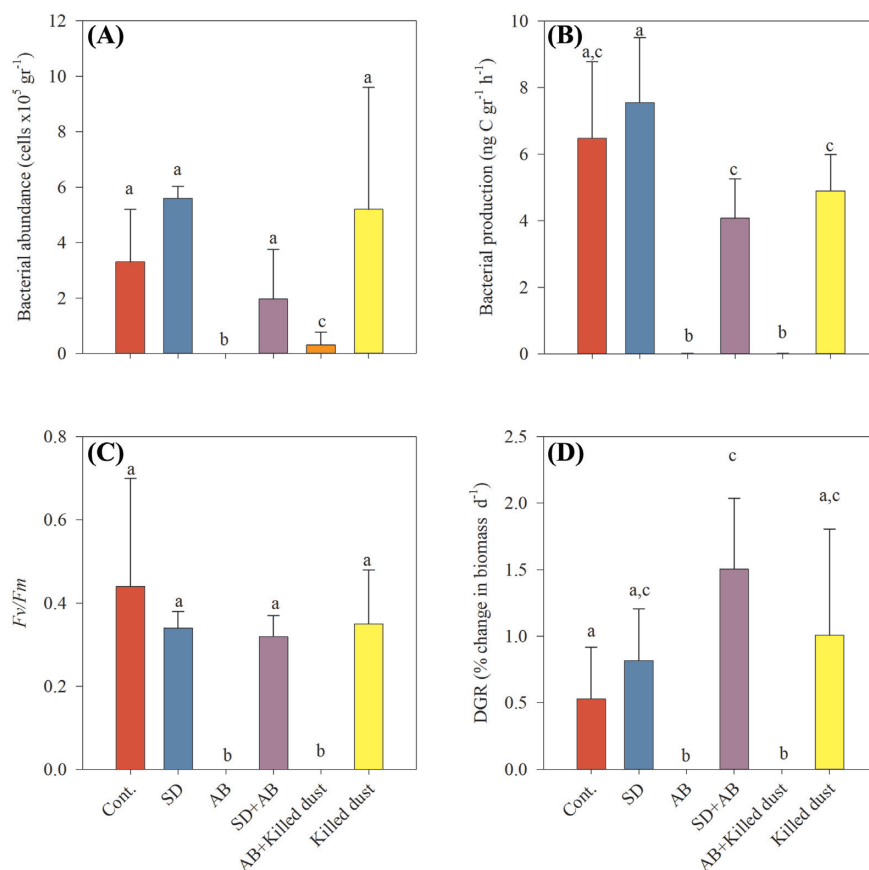 (A)
Bacterial abundance (cells x10⁵ gr⁻¹)
12
10
8
6
4
2
0
a
a
b
a
c
a
(B)
Bacterial production (ng C gr⁻¹ h⁻¹)
10
8
6
4
2
0
a,c
a
b
c
b
c
(C)
Fv/Fm
0.8
0.6
0.4
0.2
0.0
a
a
b
a
b
a
Cont.
SD
AB
SD+AB
AB+Killed dust
Killed dust
(D)
DGR (% change in biomass d⁻¹)
2.5
2.0
1.5
1.0
0.5
0.0
a
a,c
b
c
b
a,c
Cont.
SD
AB
SD+AB
AB+Killed dust
Killed dust